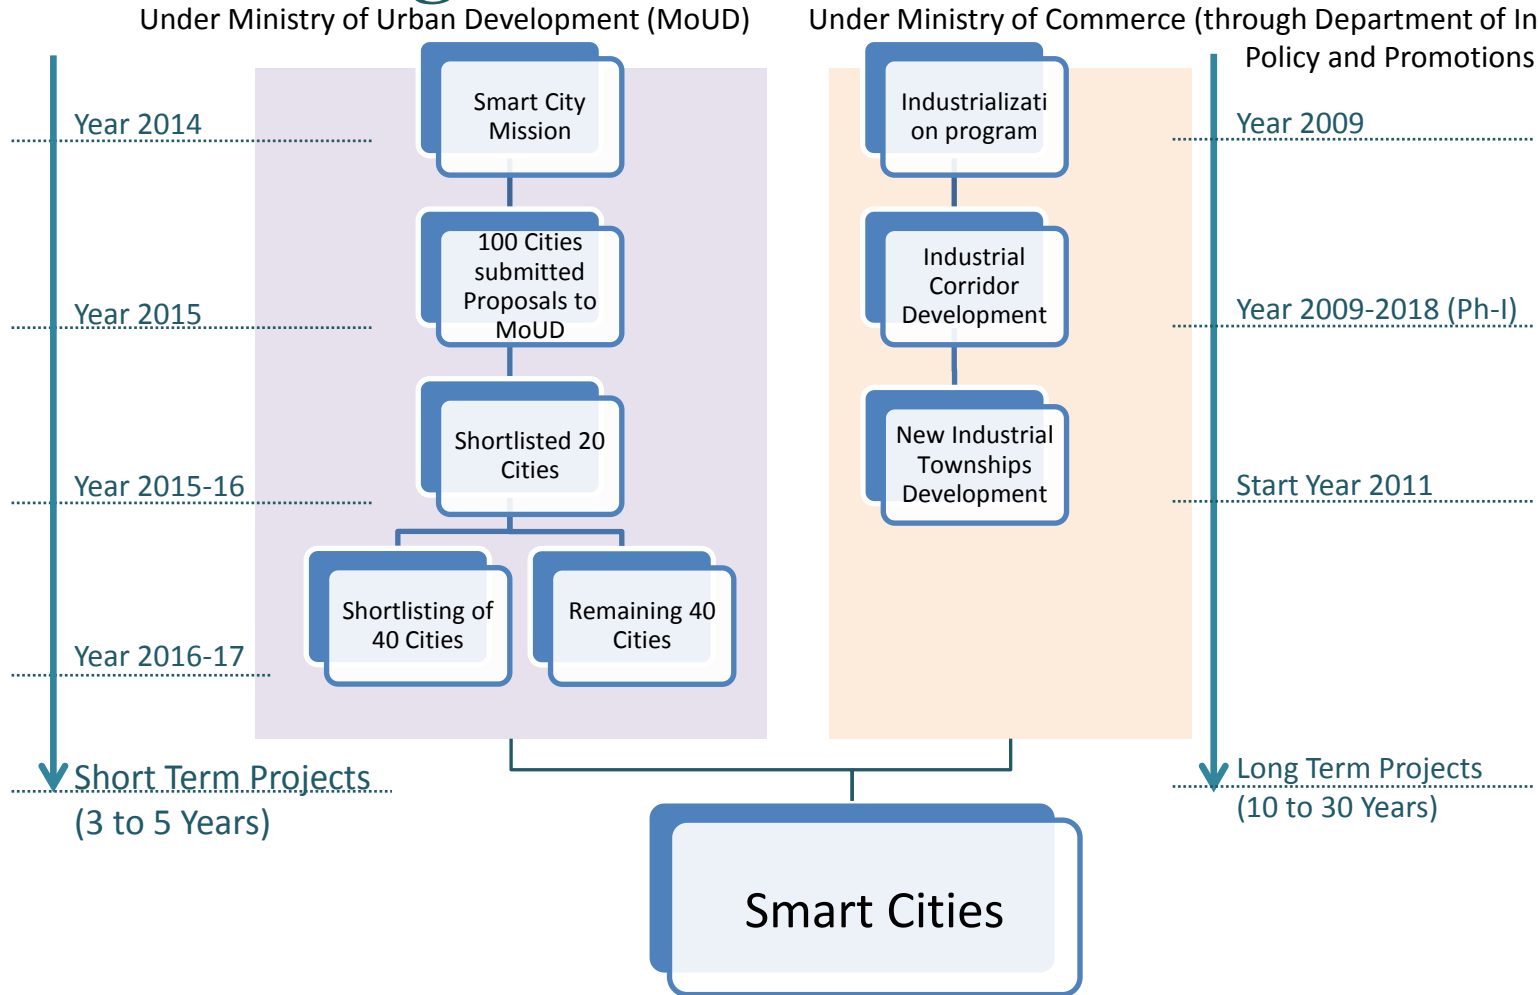 Under Ministry of Urban Development (MoUD)
Under Ministry of Commerce (through Department of In
Policy and Promotions
Year 2014
Smart City
Mission
Industrializati
on program
Year 2009
Year 2015
100 Cities
submitted
Proposals to
MoUD
Industrial
Corridor
Development
Year 2009-2018 (Ph-I)
Year 2015-16
Shortlisted 20
Cities
New Industrial
Townships
Development
Start Year 2011
Year 2016-17
Shortlisting of
40 Cities
Remaining 40
Cities
Short Term Projects
(3 to 5 Years)
Long Term Projects
(10 to 30 Years)
Smart Cities